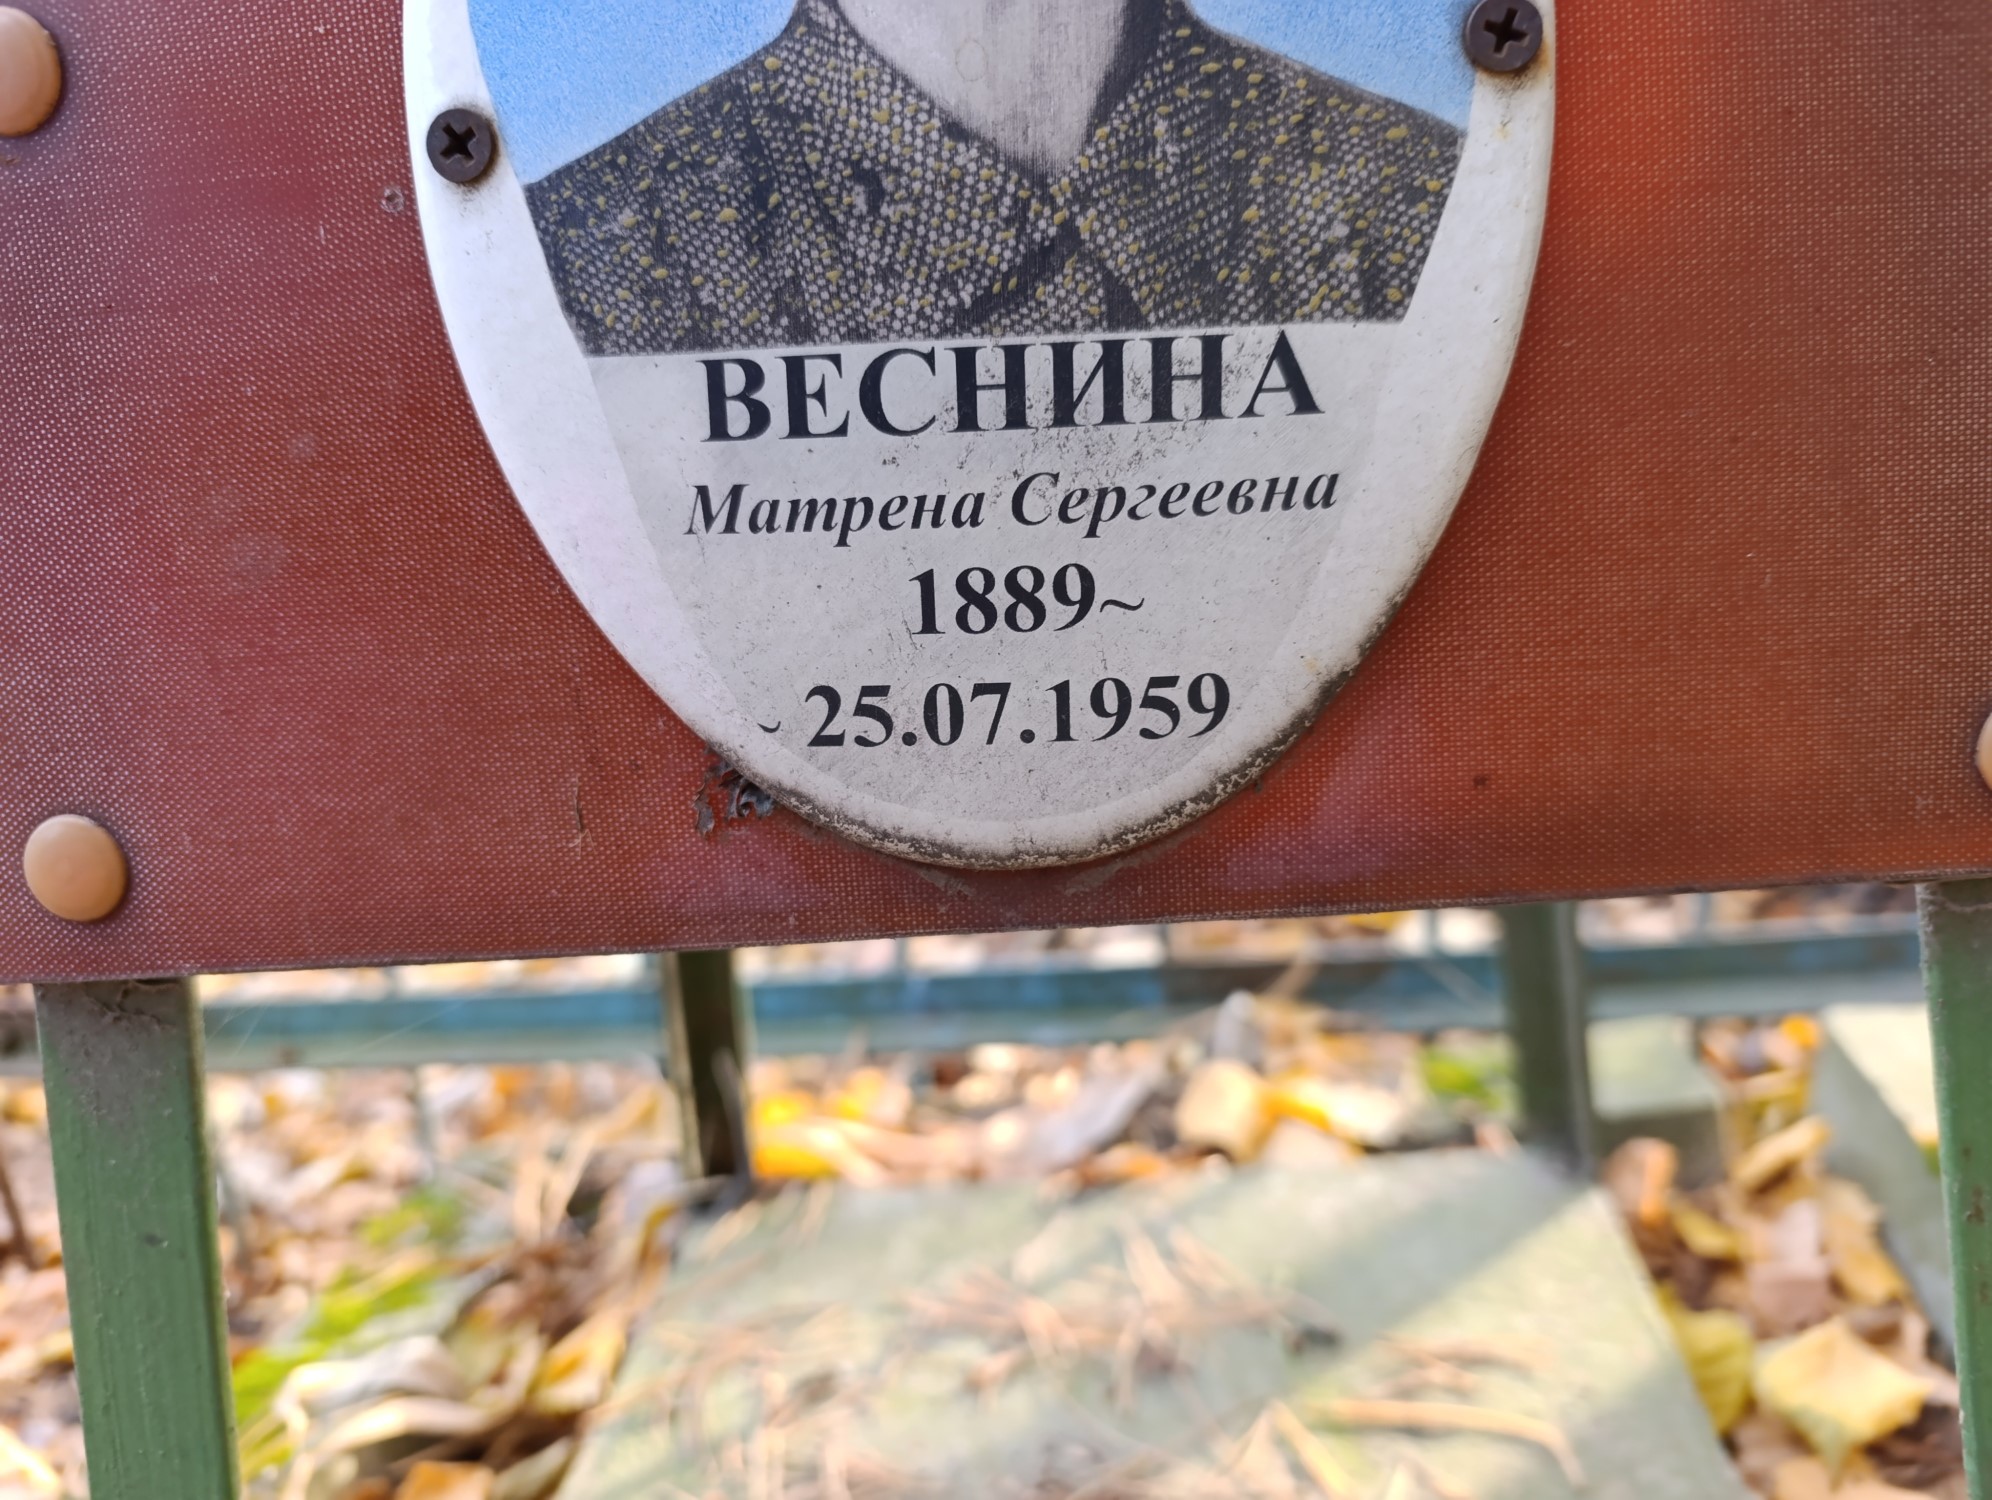 ВЕСНИНА
Матрена Сергеевна
1889~
~ 25.07.1959